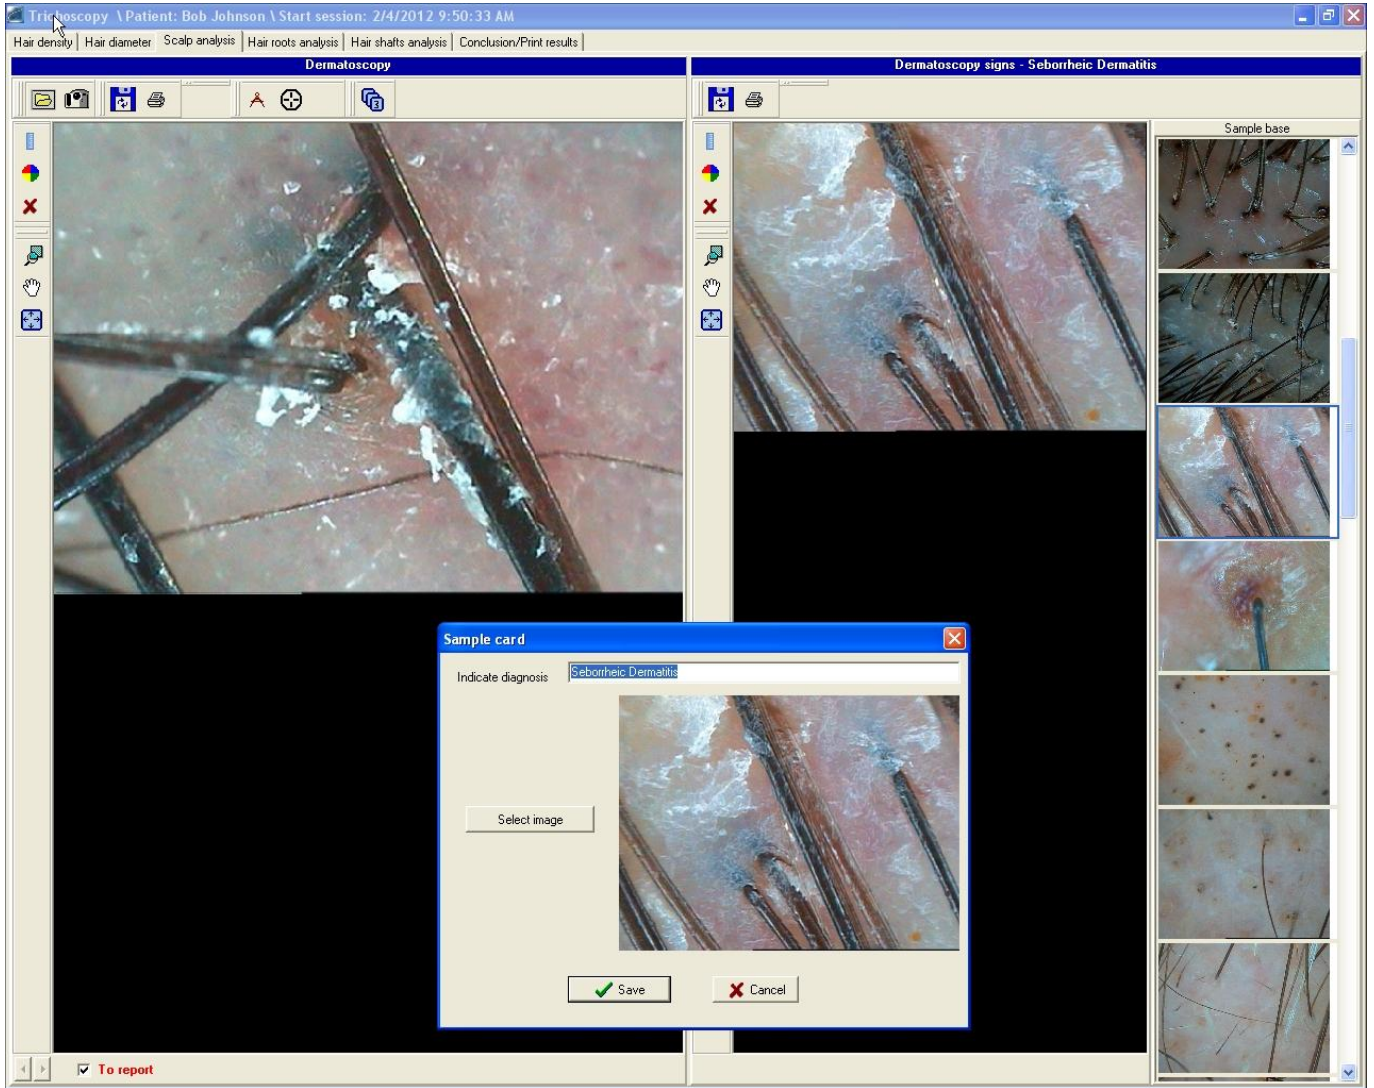 Trichoscopy \ Patient: Bob Johnson \ Start session: 2/4/2012 9:50:33 AM
Hair density Hair diameter Scalp analysis Hair roots analysis Hair shafts analysis Conclusion/Print results
Dermatoscopy
Dermatoscopy signs - Seborrheic Dermatitis
Sample base
Sample card
Indicate diagnosis Seborrheic Dermatitis
Select image
Save Cancel
To report